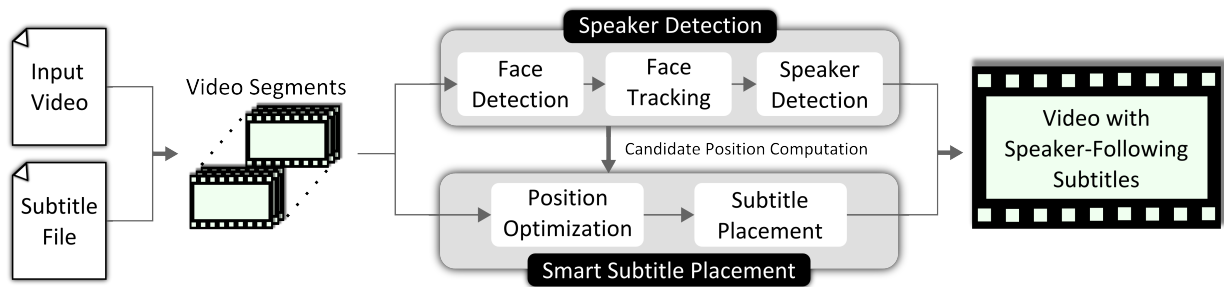 Input
Video
Subtitle
File
Video Segments
Speaker Detection
Face
Detection
Face
Tracking
Speaker
Detection
Candidate Position Computation
Position
Optimization
Subtitle
Placement
Smart Subtitle Placement
Video with
Speaker-Following
Subtitles